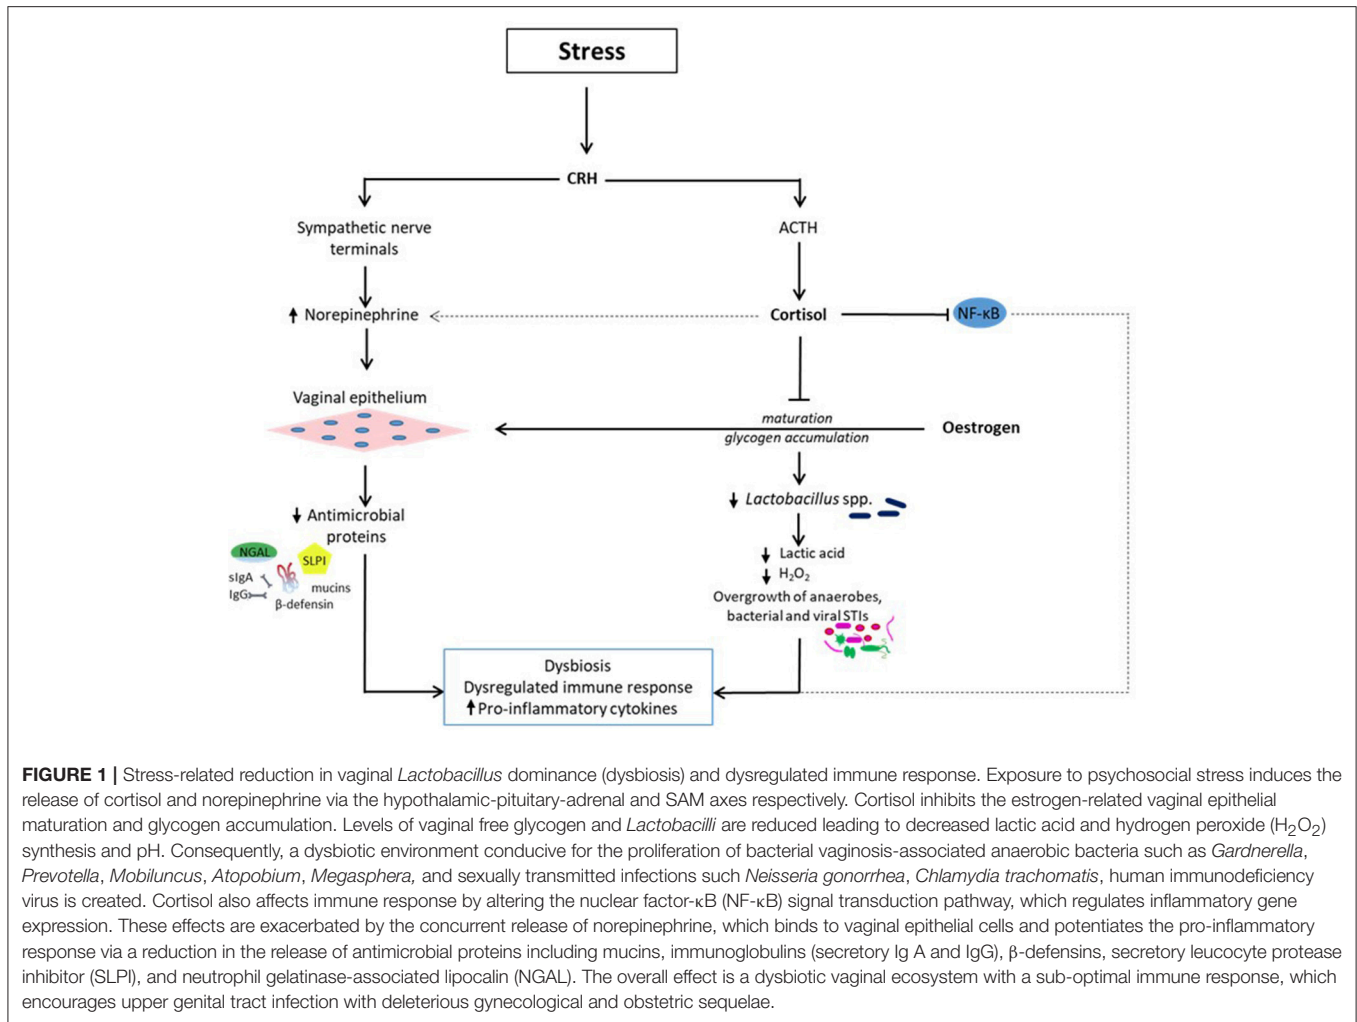 Stress
CRH
Sympathetic nerve
terminals
ACTH
Norepinephrine
Cortisol
NF-κB
Vaginal epithelium
maturation
glycogen accumulation
Oestrogen
Lactobacillus spp.
Antimicrobial
proteins
NGAL
SLPI
sIgA
IgG
mucins
β-defensin
Lactic acid
H₂O₂
Overgrowth of anaerobes,
bacterial and viral STIs
Dysbiosis
Dysregulated immune response
Pro-inflammatory cytokines
FIGURE 1 | Stress-related reduction in vaginal Lactobacillus dominance (dysbiosis) and dysregulated immune response. Exposure to psychosocial stress induces the
release of cortisol and norepinephrine via the hypothalamic-pituitary-adrenal and SAM axes respectively. Cortisol inhibits the estrogen-related vaginal epithelial
maturation and glycogen accumulation. Levels of vaginal free glycogen and Lactobacilli are reduced leading to decreased lactic acid and hydrogen peroxide (H₂O₂)
synthesis and pH. Consequently, a dysbiotic environment conducive for the proliferation of bacterial vaginosis-associated anaerobic bacteria such as Gardnerella,
Prevotella, Mobiluncus, Atopobium, Megasphera, and sexually transmitted infections such Neisseria gonorrhea, Chlamydia trachomatis, human immunodeficiency
virus is created. Cortisol also affects immune response by altering the nuclear factor-κB (NF-κB) signal transduction pathway, which regulates inflammatory gene
expression. These effects are exacerbated by the concurrent release of norepinephrine, which binds to vaginal epithelial cells and potentiates the pro-inflammatory
response via a reduction in the release of antimicrobial proteins including mucins, immunoglobulins (secretory Ig A and IgG), β-defensins, secretory leucocyte protease
inhibitor (SLPI), and neutrophil gelatinase-associated lipocalin (NGAL). The overall effect is a dysbiotic vaginal ecosystem with a sub-optimal immune response, which
encourages upper genital tract infection with deleterious gynecological and obstetric sequelae.